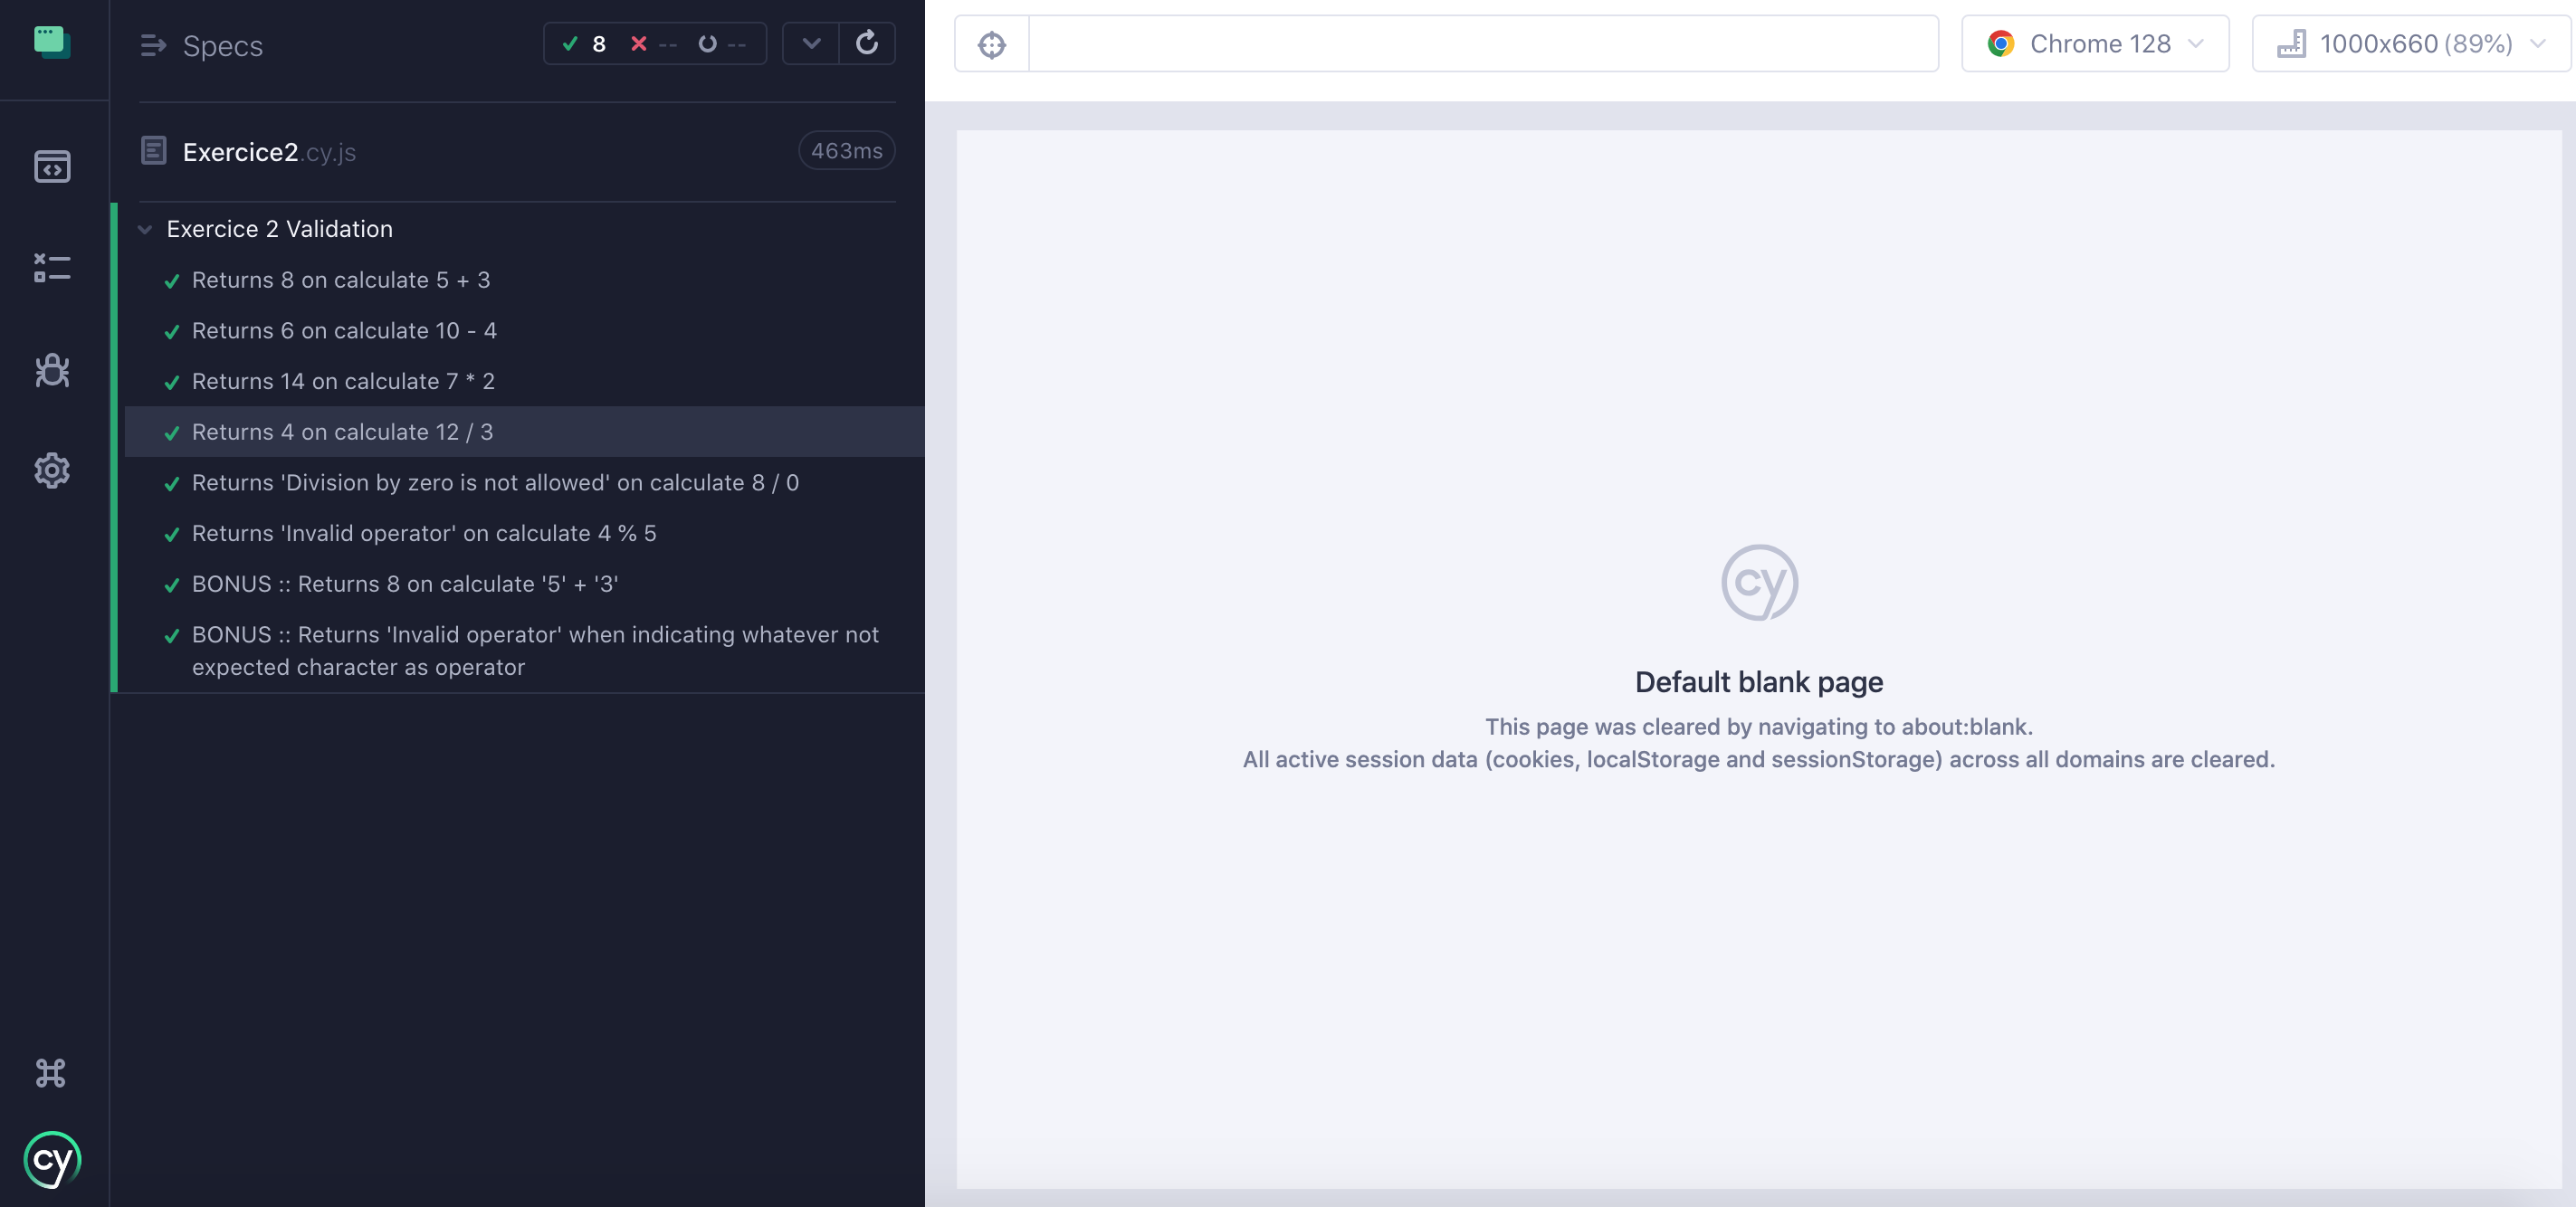 Specs
8 -- --
Exercice2.cy.js
463ms
Exercice 2 Validation
Returns 8 on calculate 5 + 3
Returns 6 on calculate 10 - 4
Returns 14 on calculate 7 * 2
Returns 4 on calculate 12 / 3
Returns 'Division by zero is not allowed' on calculate 8 / 0
Returns 'Invalid operator' on calculate 4 % 5
BONUS :: Returns 8 on calculate '5' + '3'
BONUS :: Returns 'Invalid operator' when indicating whatever not
expected character as operator
cy
Chrome 128
1000x660 (89%)
cy
Default blank page
This page was cleared by navigating to about:blank.
All active session data (cookies, localStorage and sessionStorage) across all domains are cleared.